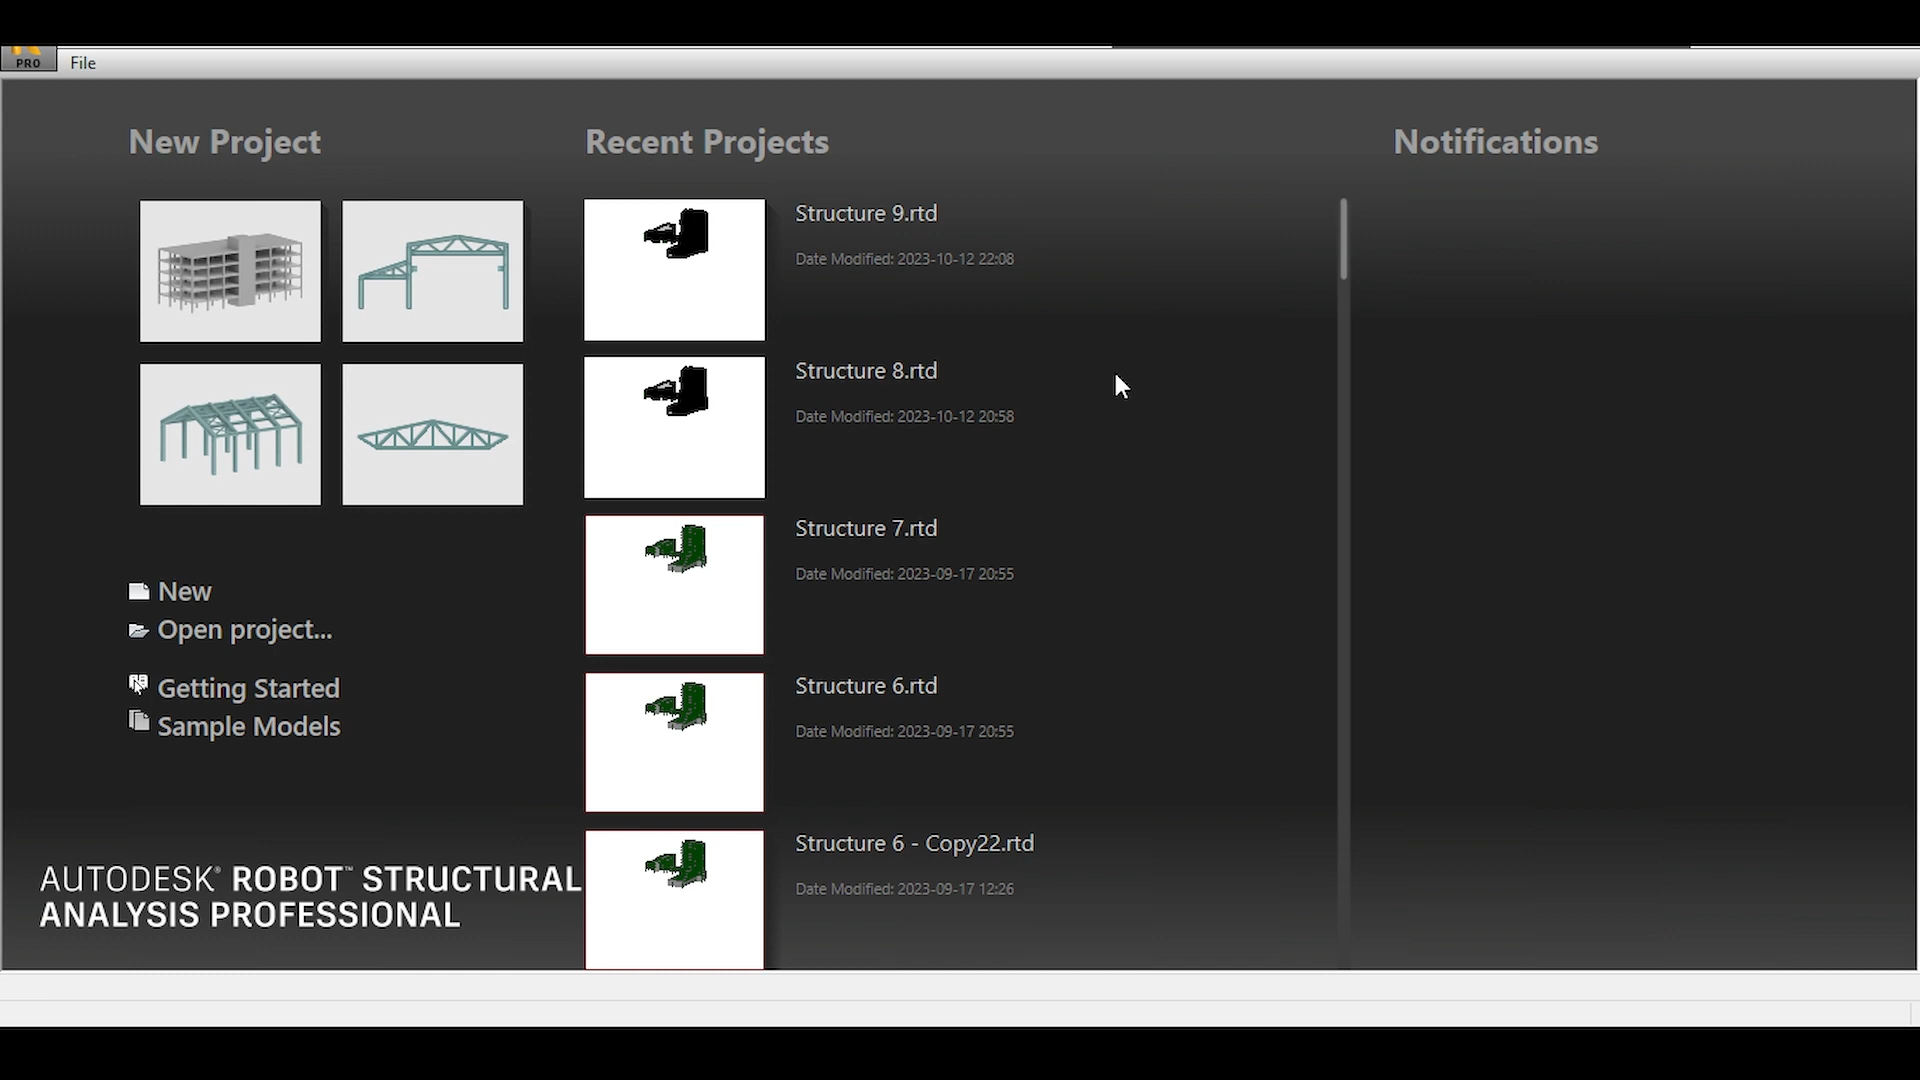 PRO File
New Project
Recent Projects
Notifications
Structure 9.rtd
Date Modified: 2023-10-12 22:08
Structure 8.rtd
Date Modified: 2023-10-12 20:58
Structure 7.rtd
Date Modified: 2023-09-17 20:55
Structure 6.rtd
Date Modified: 2023-09-17 20:55
Structure 6 - Copy22.rtd
Date Modified: 2023-09-17 12:26
New
Open project...
Getting Started
Sample Models
AUTODESK® ROBOT™ STRUCTURAL
ANALYSIS PROFESSIONAL